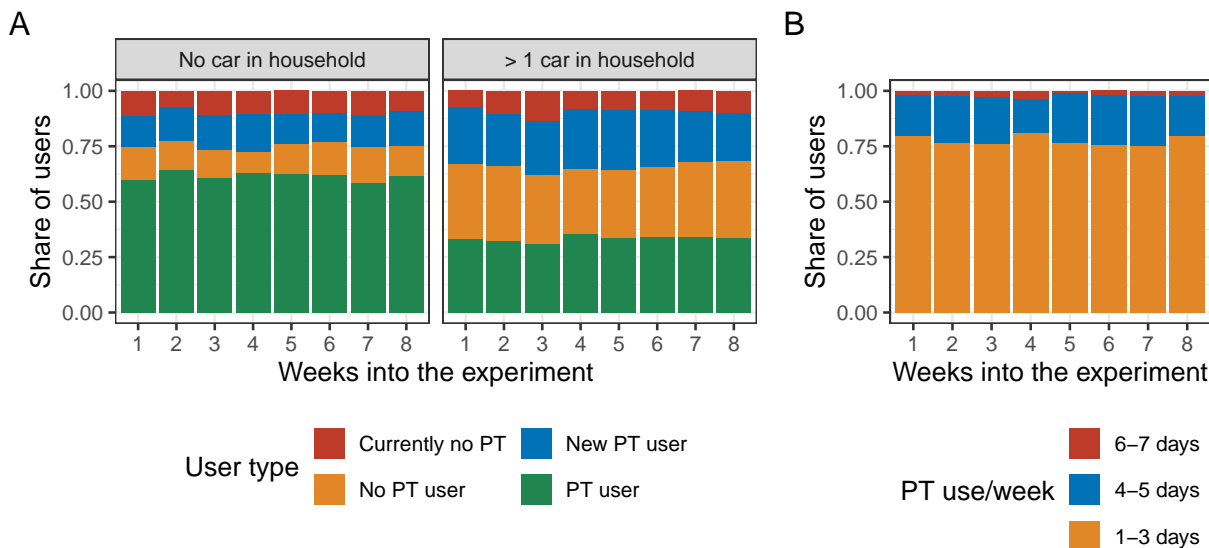 A
B
No car in household
> 1 car in household
Share of users
1.00
0.75
0.50
0.25
0.00
1 2 3 4 5 6 7 8
1 2 3 4 5 6 7 8
Weeks into the experiment
Share of users
1.00
0.75
0.50
0.25
0.00
1 2 3 4 5 6 7 8
Weeks into the experiment
User type
Currently no PT
New PT user
No PT user
PT user
PT use/week
6–7 days
4–5 days
1–3 days